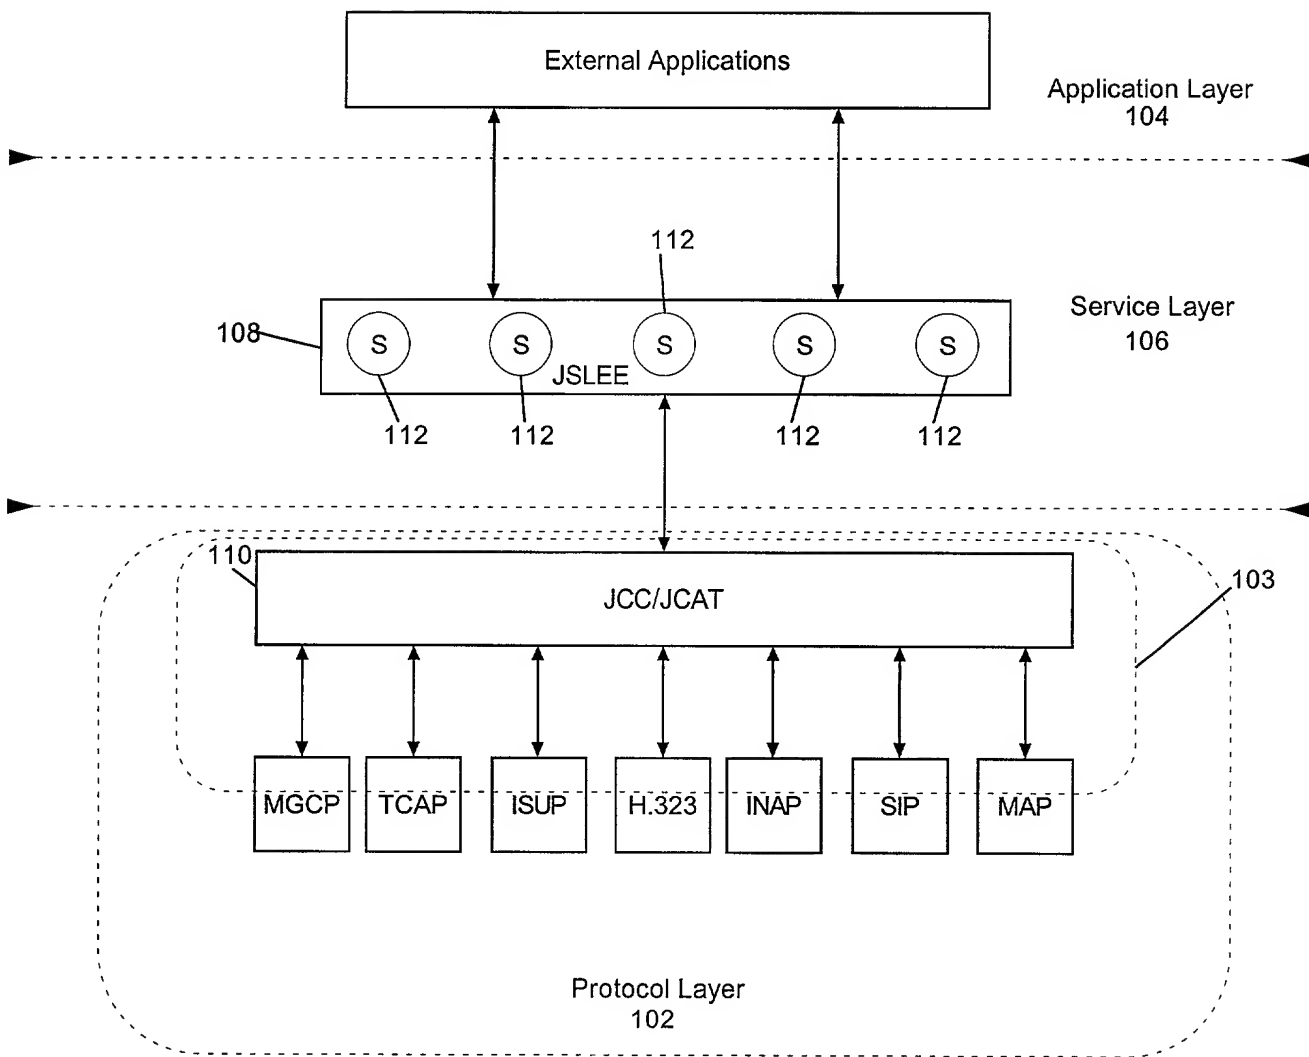 External Applications
Application Layer
104
112
108
Service Layer
106
S S S S S
JSLEE
112 112 112 112
110
JCC/JCAT
103
MGCP TCAP ISUP H.323 INAP SIP MAP
Protocol Layer
102